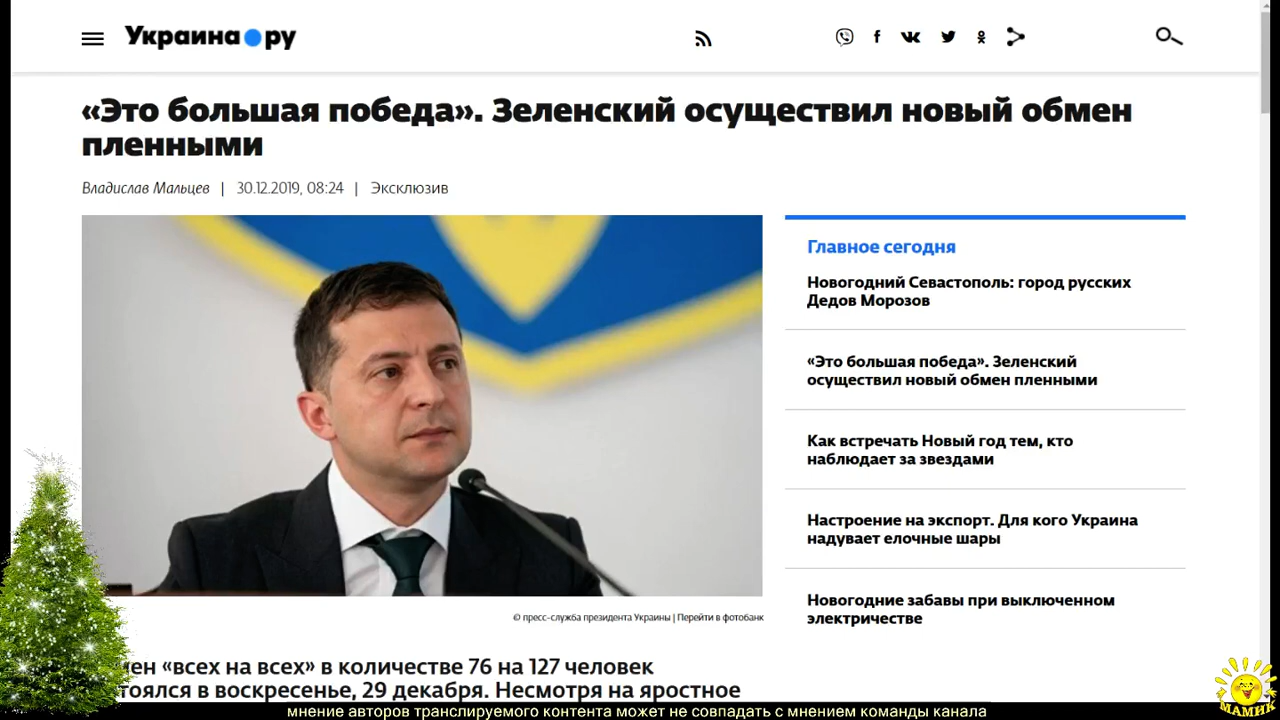 Украина ру
«Это большая победа». Зеленский осуществил новый обмен
пленными
Владислав Мальцев | 30.12.2019, 08:24 | Эксклюзив
Главное сегодня
Новогодний Севастополь: город русских
Дедов Морозов
«Это большая победа». Зеленский
осуществил новый обмен пленными
Как встречать Новый год тем, кто
наблюдает за звездами
Настроение на экспорт. Для кого Украина
надувает елочные шары
Новогодние забавы при выключенном
электричестве
© пресс-служба президента Украины | Перейти в фотобанк
«всех на всех» в количестве 76 на 127 человек
в воскресенье, 29 декабря. Несмотря на яростное
мнение авторов транслируемого контента может не совпадать с мнением команды канала
МАМИК